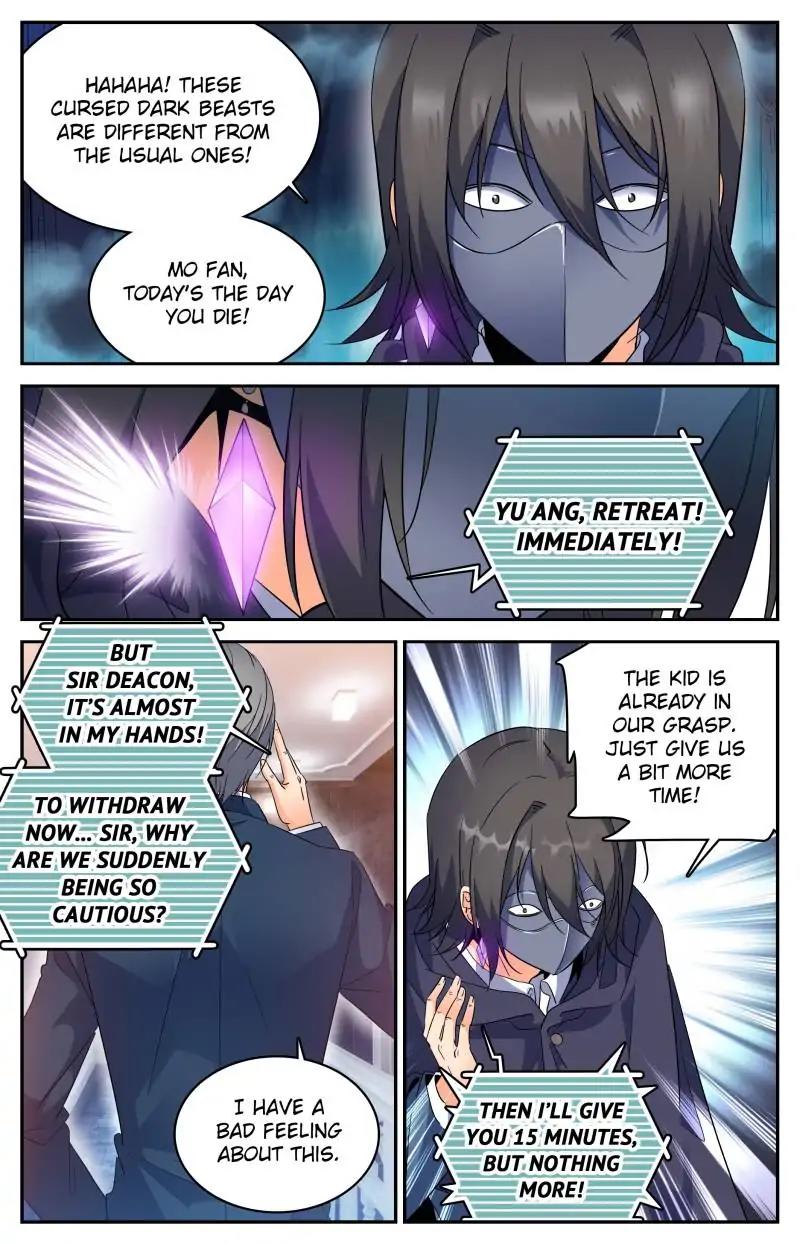 HAHAHA! THESE
CURSED DARK BEASTS
ARE DIFFERENT FROM
THE USUAL ONES!
MO FAN,
TODAY'S THE DAY
YOU DIE!
YU ANG, RETREAT!
IMMEDIATELY!
BUT
SIR DEACON,
IT'S ALMOST
IN MY HANDS!
TO WITHDRAW
NOW... SIR, WHY
ARE WE SUDDENLY
BEING SO
CAUTIOUS?
I HAVE A
BAD FEELING
ABOUT THIS.
THE KID IS
ALREADY IN
OUR GRASP.
JUST GIVE US
A BIT MORE
TIME!
THEN I'LL GIVE
YOU 15 MINUTES,
BUT NOTHING
MORE!